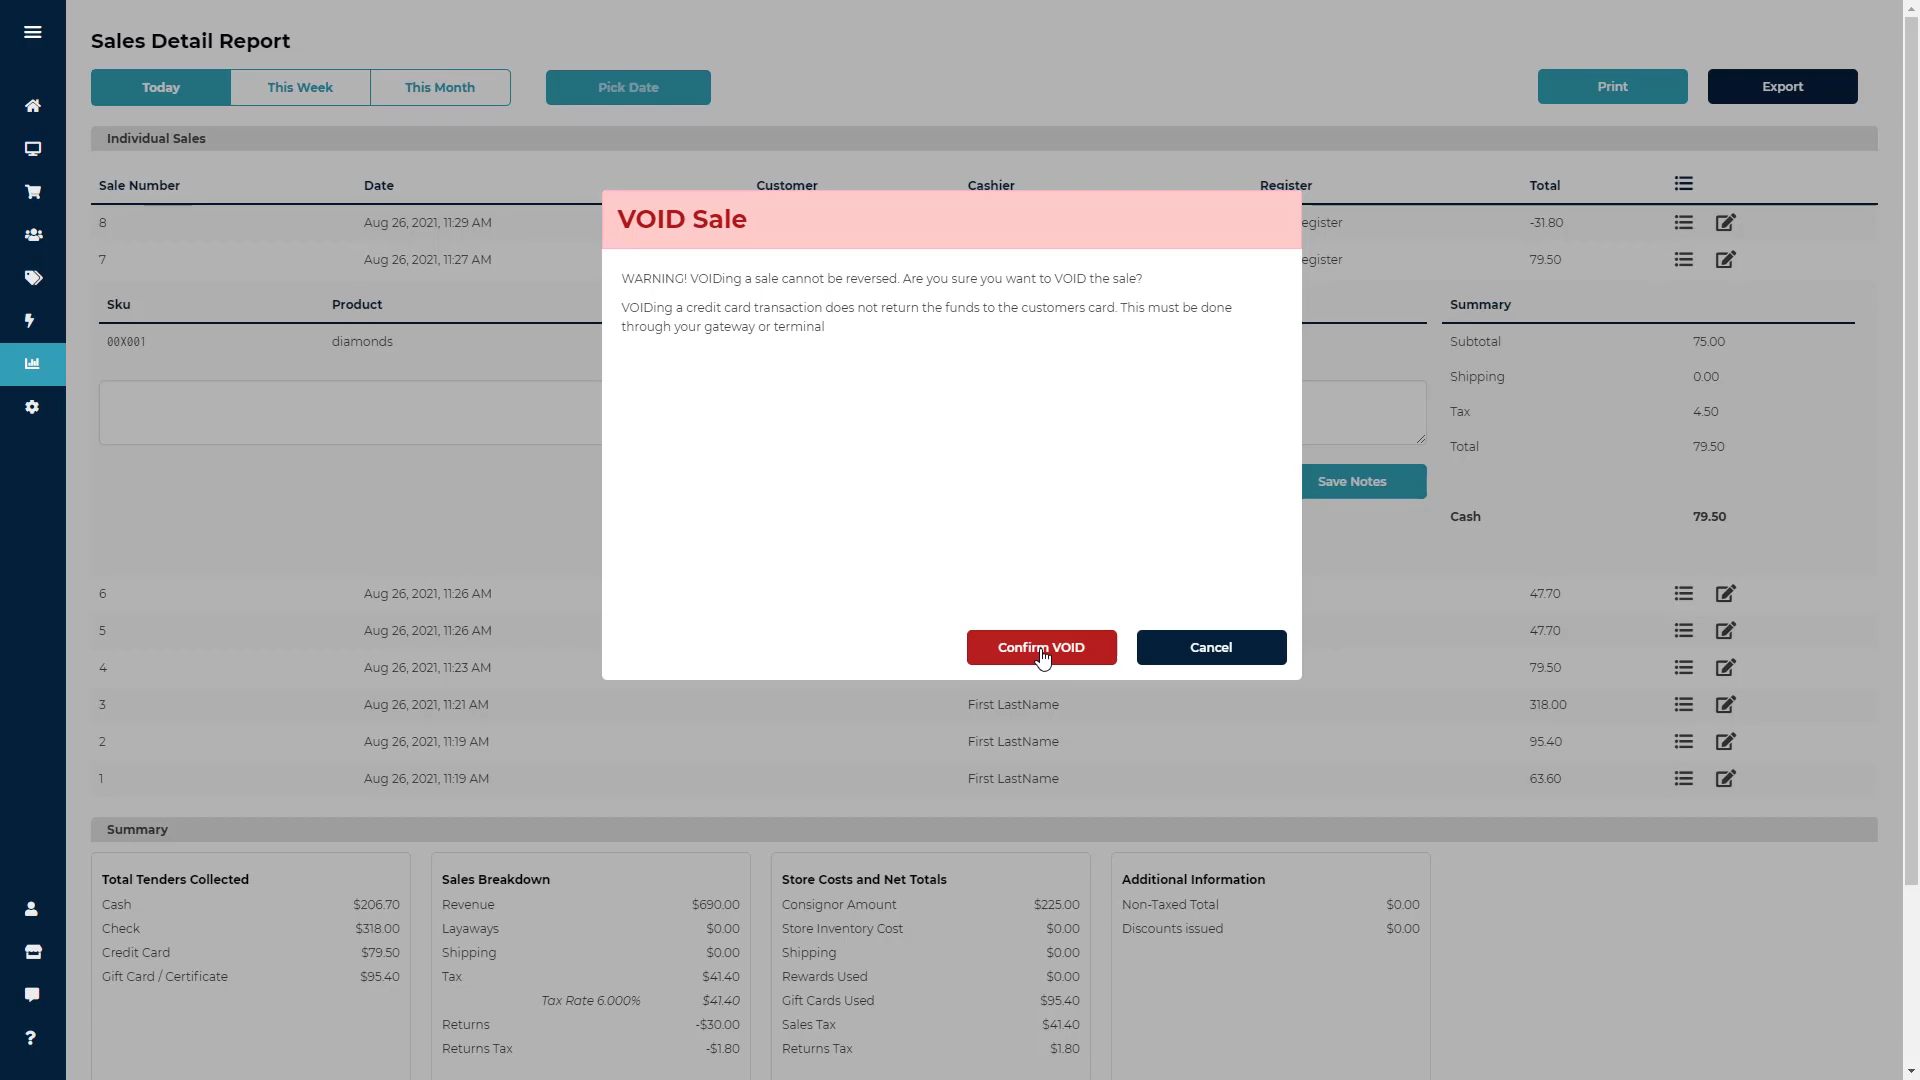 Sales Detail Report
Today This Week This Month Pick Date Print Export
Individual Sales
Sale Number Date Customer Cashier Register Total
8 Aug 26, 2021, 11:29 AM egister -31.80
7 Aug 26, 2021, 11:27 AM egister 79.50
VOID Sale
WARNING! VOIDing a sale cannot be reversed. Are you sure you want to VOID the sale?
VOIDing a credit card transaction does not return the funds to the customers card. This must be done
through your gateway or terminal
Confirm VOID Cancel
Sku Product
00X001 diamonds
Save Notes
Summary
Subtotal 75.00
Shipping 0.00
Tax 4.50
Total 79.50
Cash 79.50
6 Aug 26, 2021, 11:26 AM 47.70
5 Aug 26, 2021, 11:26 AM 47.70
4 Aug 26, 2021, 11:23 AM 79.50
3 Aug 26, 2021, 11:21 AM First LastName 318.00
2 Aug 26, 2021, 11:19 AM First LastName 95.40
1 Aug 26, 2021, 11:19 AM First LastName 63.60
Summary
Total Tenders Collected
Cash $206.70
Check $318.00
Credit Card $79.50
Gift Card / Certificate $95.40
Sales Breakdown
Revenue $690.00
Layaways $0.00
Shipping $0.00
Tax $41.40
Tax Rate 6.000% $41.40
Returns -$30.00
Returns Tax -$1.80
Store Costs and Net Totals
Consignor Amount $225.00
Store Inventory Cost $0.00
Shipping $0.00
Rewards Used $0.00
Gift Cards Used $95.40
Sales Tax $41.40
Returns Tax $1.80
Additional Information
Non-Taxed Total $0.00
Discounts issued $0.00